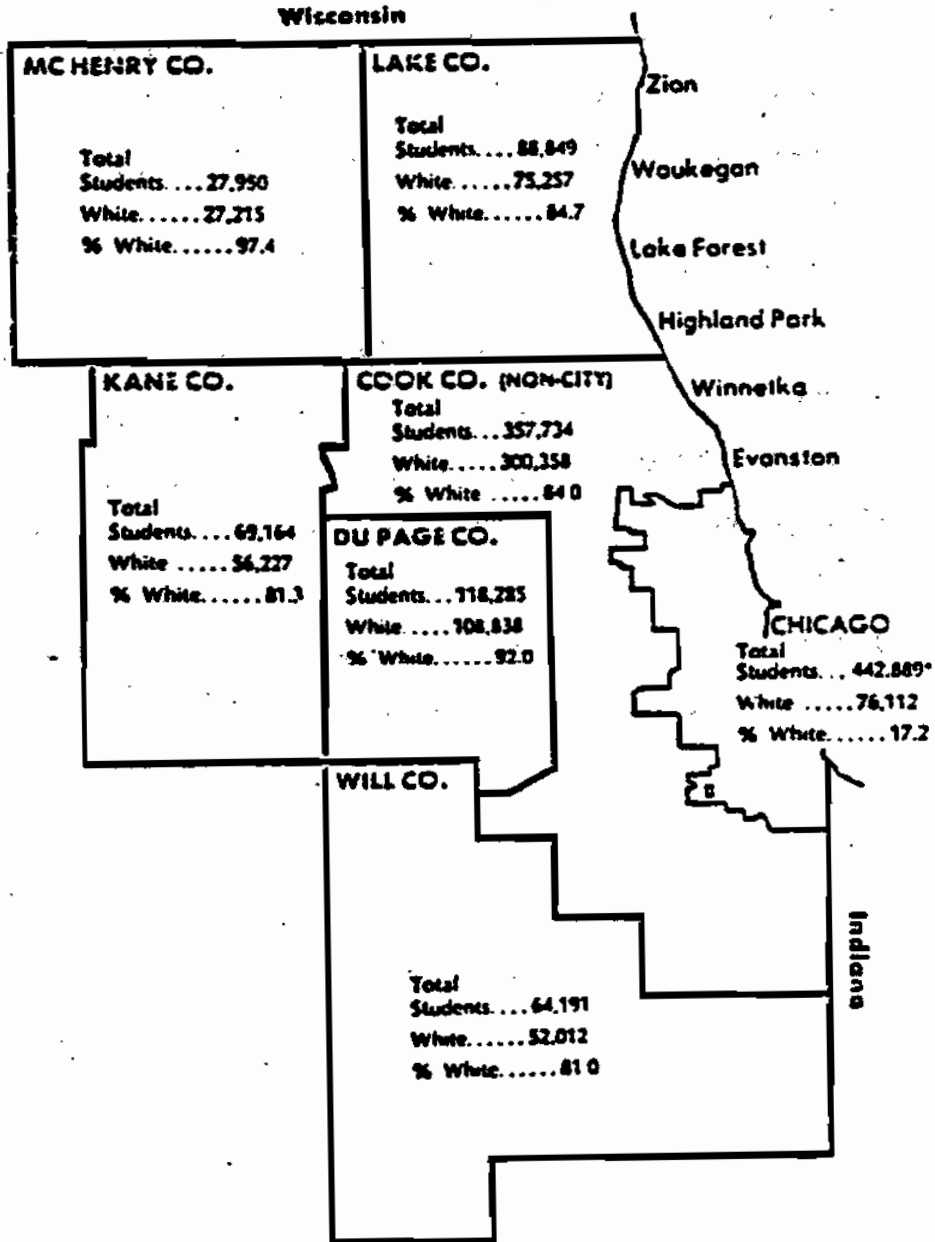 Wisconsin
MC HENRY CO.
Total
Students....27,950
White......27,215
% White......97.4
LAKE CO.
Total
Students....88,849
White.....75,257
% White......84.7
Zion
Waukegan
Lake Forest
Highland Park
Winnetka
Evanston
KANE CO.
Total
Students....69,164
White .....56,227
% White......81.3
COOK CO. (NON-CITY)
Total
Students...357,734
White.....300,358
% White .....84 0
DU PAGE CO.
Total
Students...118,285
White.....108,838
% White......92.0
CHICAGO
Total
Students... 442.889*
White .....76,112
% White...... 17.2
WILL CO.
Total
Students....64,191
White......52,012
% White......81 0
Indiana